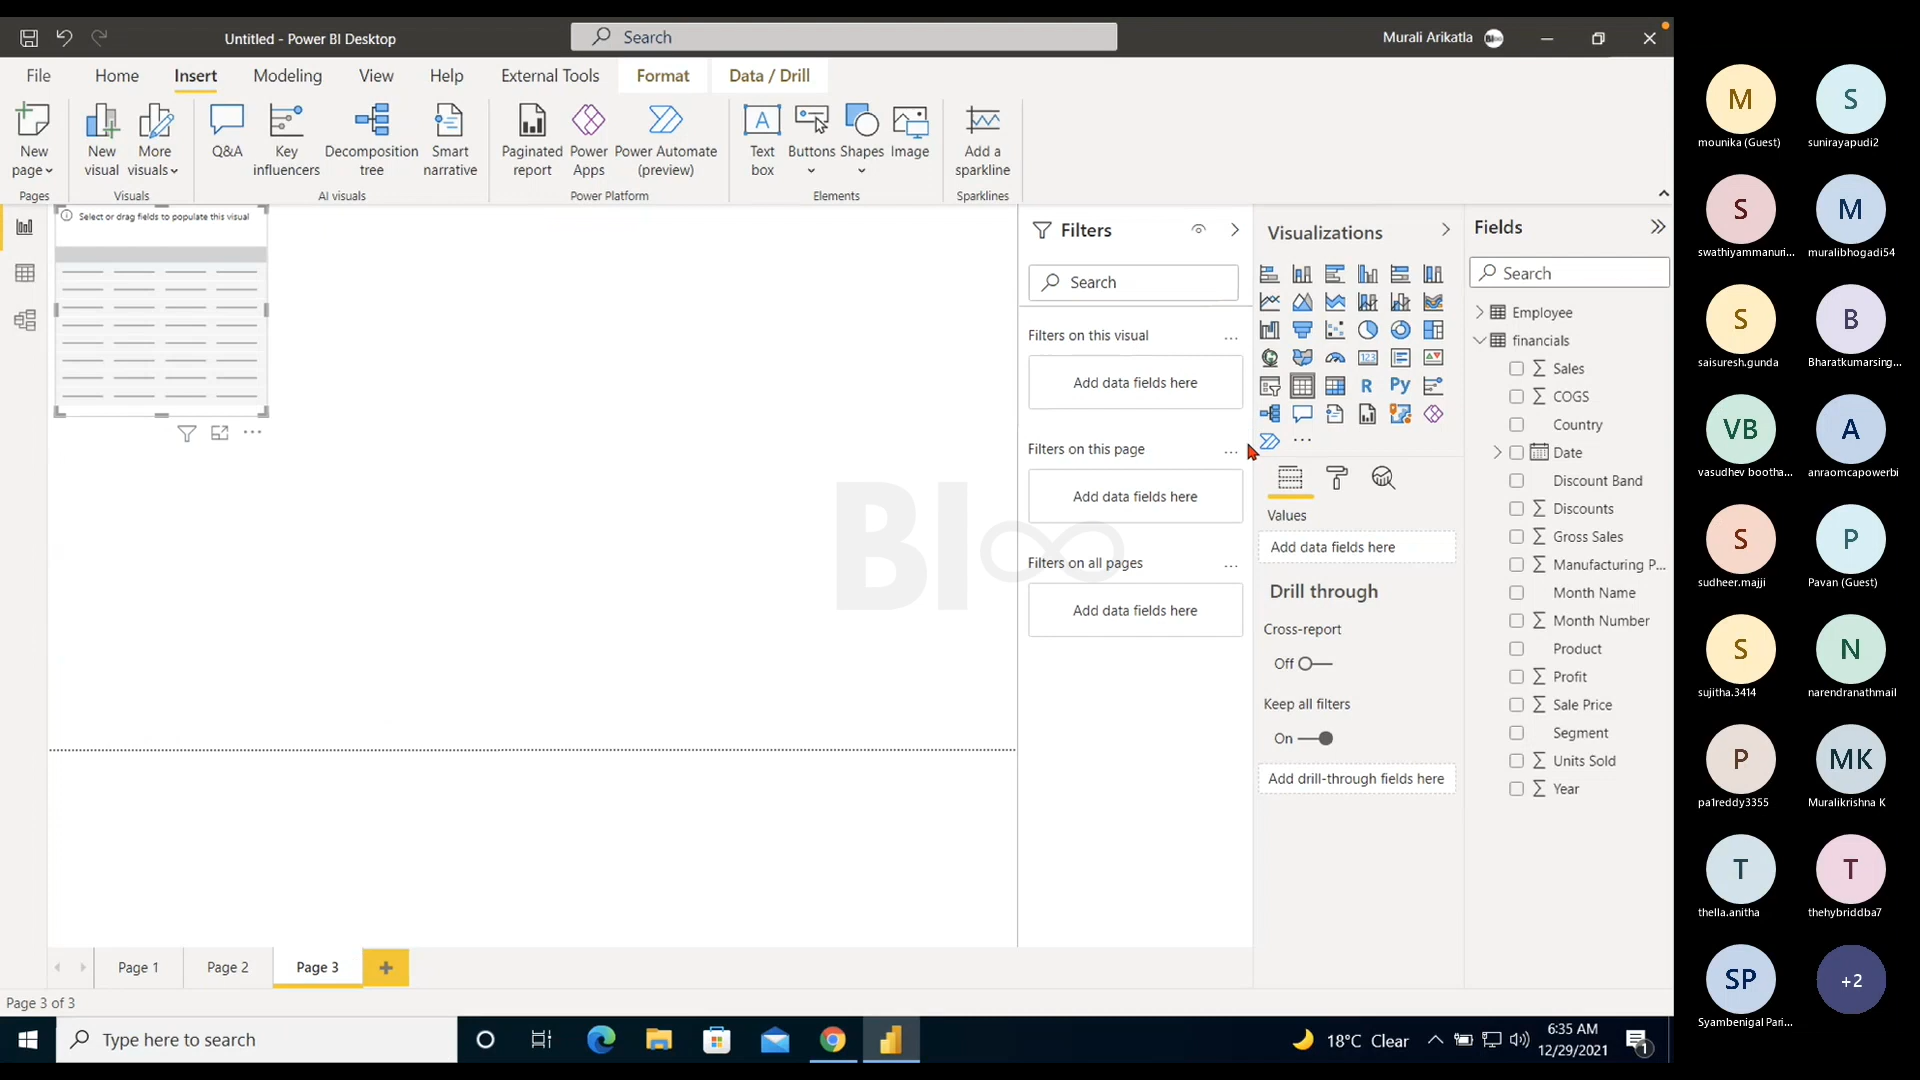 Untitled - Power BI Desktop
Search
Murali Arikatla
File
Home
Insert
Modeling
View
Help
External Tools
Format
Data / Drill
New page
New visual
More visuals
Q&A
Key influencers
Decomposition tree
Smart narrative
Paginated report
Power Apps
Power Automate (preview)
Text box
Buttons
Shapes
Image
Add a sparkline
Pages
Visuals
AI visuals
Power Platform
Elements
Sparklines
Select or drag fields to populate this visual
BI
Filters
Search
Filters on this visual
...
Add data fields here
Filters on this page
...
Add data fields here
Filters on all pages
...
Add data fields here
Visualizations
123
R
Py
...
Values
Add data fields here
Drill through
Cross-report
Off
Keep all filters
On
Add drill-through fields here
Fields
Search
Employee
financials
Sales
COGS
Country
Date
Discount Band
Discounts
Gross Sales
Manufacturing P...
Month Name
Month Number
Product
Profit
Sale Price
Segment
Units Sold
Year
Page 1
Page 2
Page 3
Page 3 of 3
Type here to search
18°C Clear
6:35 AM
12/29/2021
1
M
mounika (Guest)
S
sunirayapudi2
S
swathiyammanuri...
M
muralibhogadi54
S
saisuresh.gunda
B
Bharatkumarsing...
VB
vasudhev bootha...
A
anraomcapowerbi
S
sudheer.majji
P
Pavan (Guest)
S
sujitha.3414
N
narendranathmail
P
pa1reddy3355
MK
Muralikrishna K
T
thella.anitha
T
thehybriddba7
SP
Syambenigal Pari...
+2